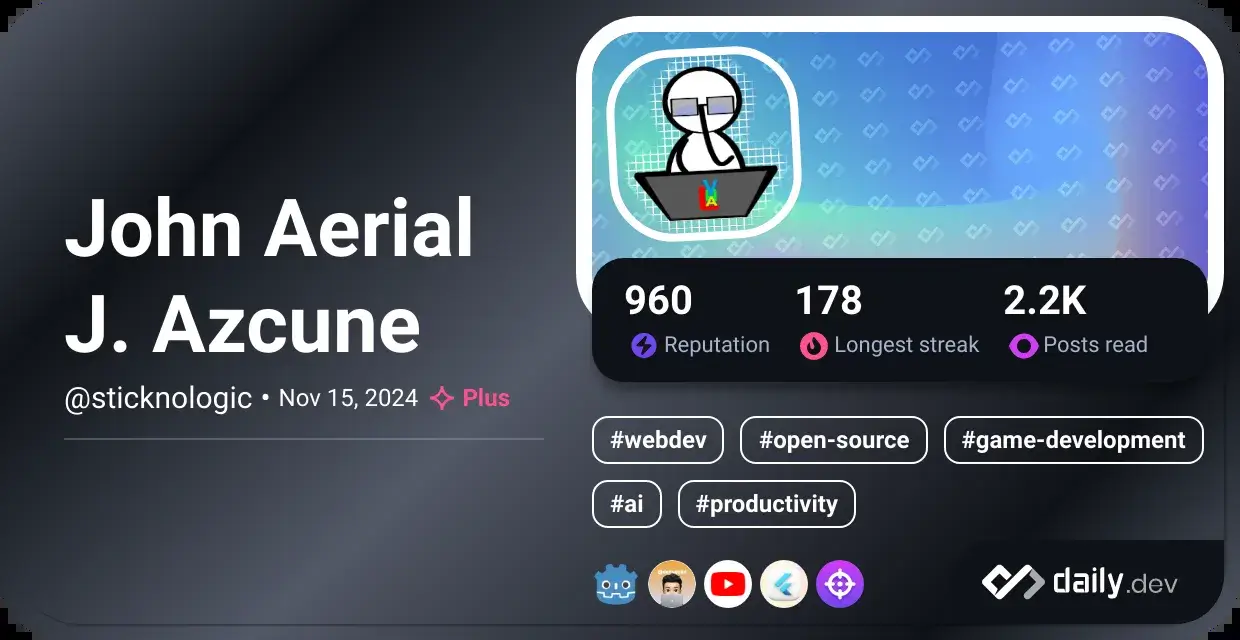 John Aerial
J. Azcune
@sticknologic • Nov 15, 2024 Plus
960 178 2.2K
Reputation Longest streak Posts read
#webdev #open-source #game-development
#ai #productivity
daily.dev